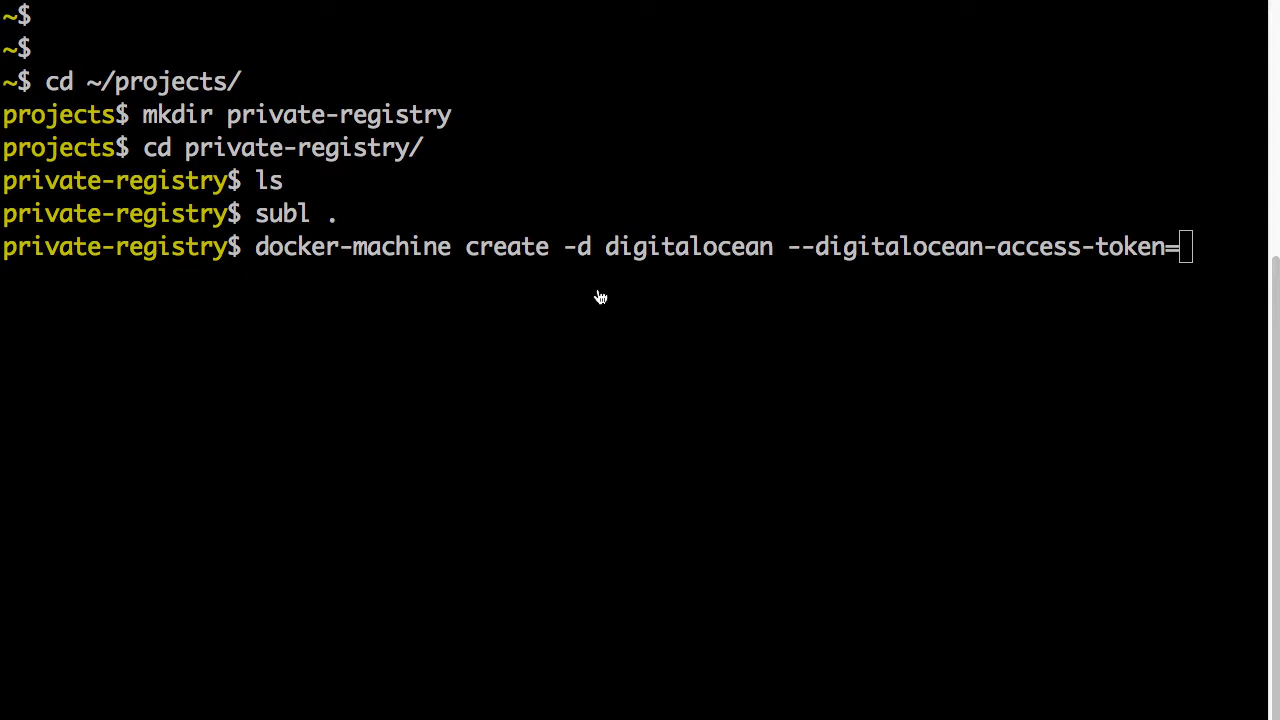 ~$
~$
~$ cd ~/projects/
projects$ mkdir private-registry
projects$ cd private-registry/
private-registry$ ls
private-registry$ subl .
private-registry$ docker-machine create -d digitalocean --digitalocean-access-token=